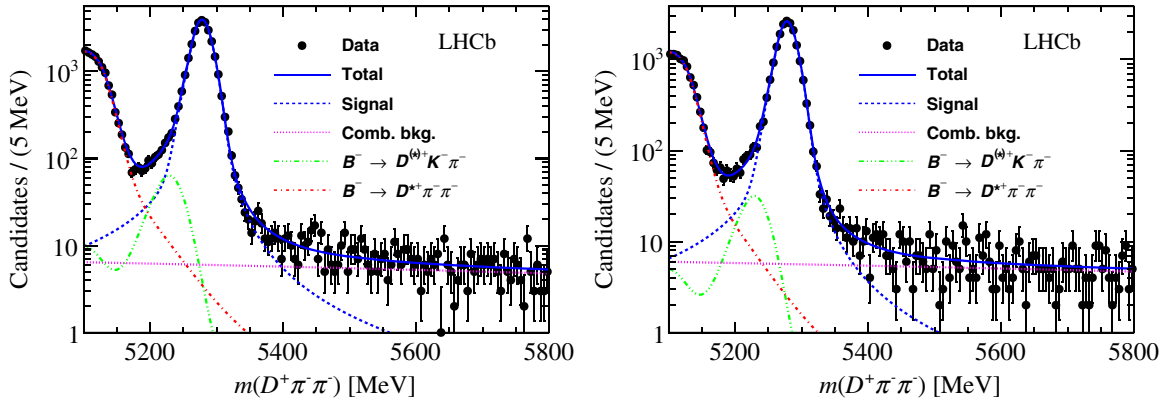 LHCb
Data
Total
Signal
Comb. bkg.
B⁻ → D⁽*⁾⁺K⁻π⁻
B⁻ → D*⁺π⁻π⁻
Candidates / (5 MeV)
10³
10²
10
1
5200 5400 5600 5800
m(D⁺π⁻π⁻) [MeV]
LHCb
Data
Total
Signal
Comb. bkg.
B⁻ → D⁽*⁾⁺K⁻π⁻
B⁻ → D*⁺π⁻π⁻
Candidates / (5 MeV)
10³
10²
10
1
5200 5400 5600 5800
m(D⁺π⁻π⁻) [MeV]